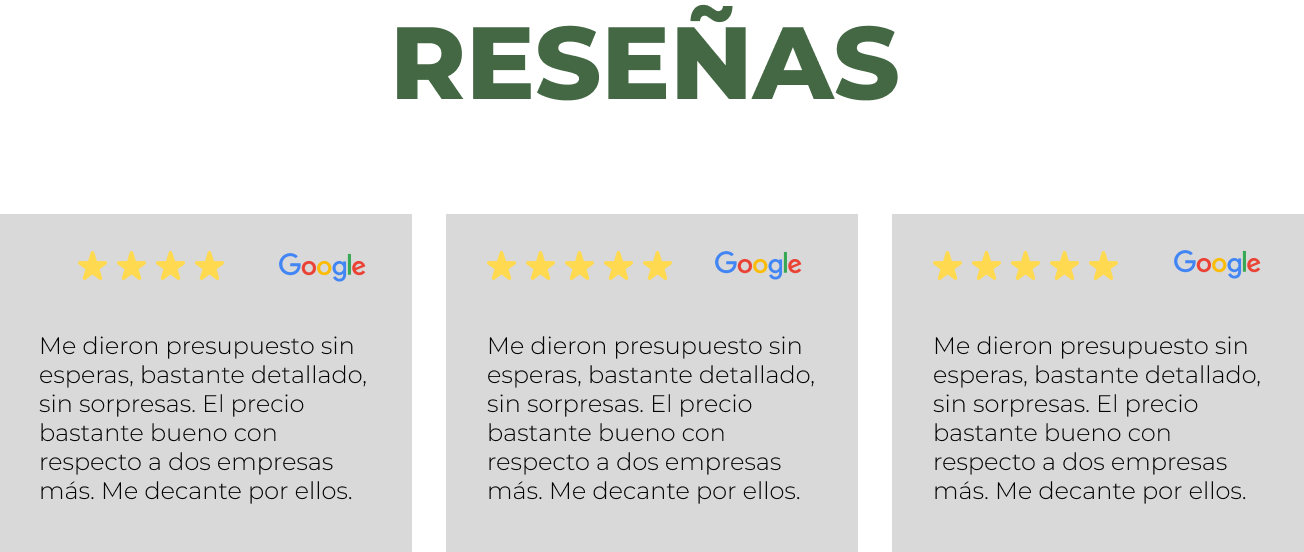 RESEÑAS
Google
Me dieron presupuesto sin
esperas, bastante detallado,
sin sorpresas. El precio
bastante bueno con
respecto a dos empresas
más. Me decante por ellos.
Google
Me dieron presupuesto sin
esperas, bastante detallado,
sin sorpresas. El precio
bastante bueno con
respecto a dos empresas
más. Me decante por ellos.
Google
Me dieron presupuesto sin
esperas, bastante detallado,
sin sorpresas. El precio
bastante bueno con
respecto a dos empresas
más. Me decante por ellos.